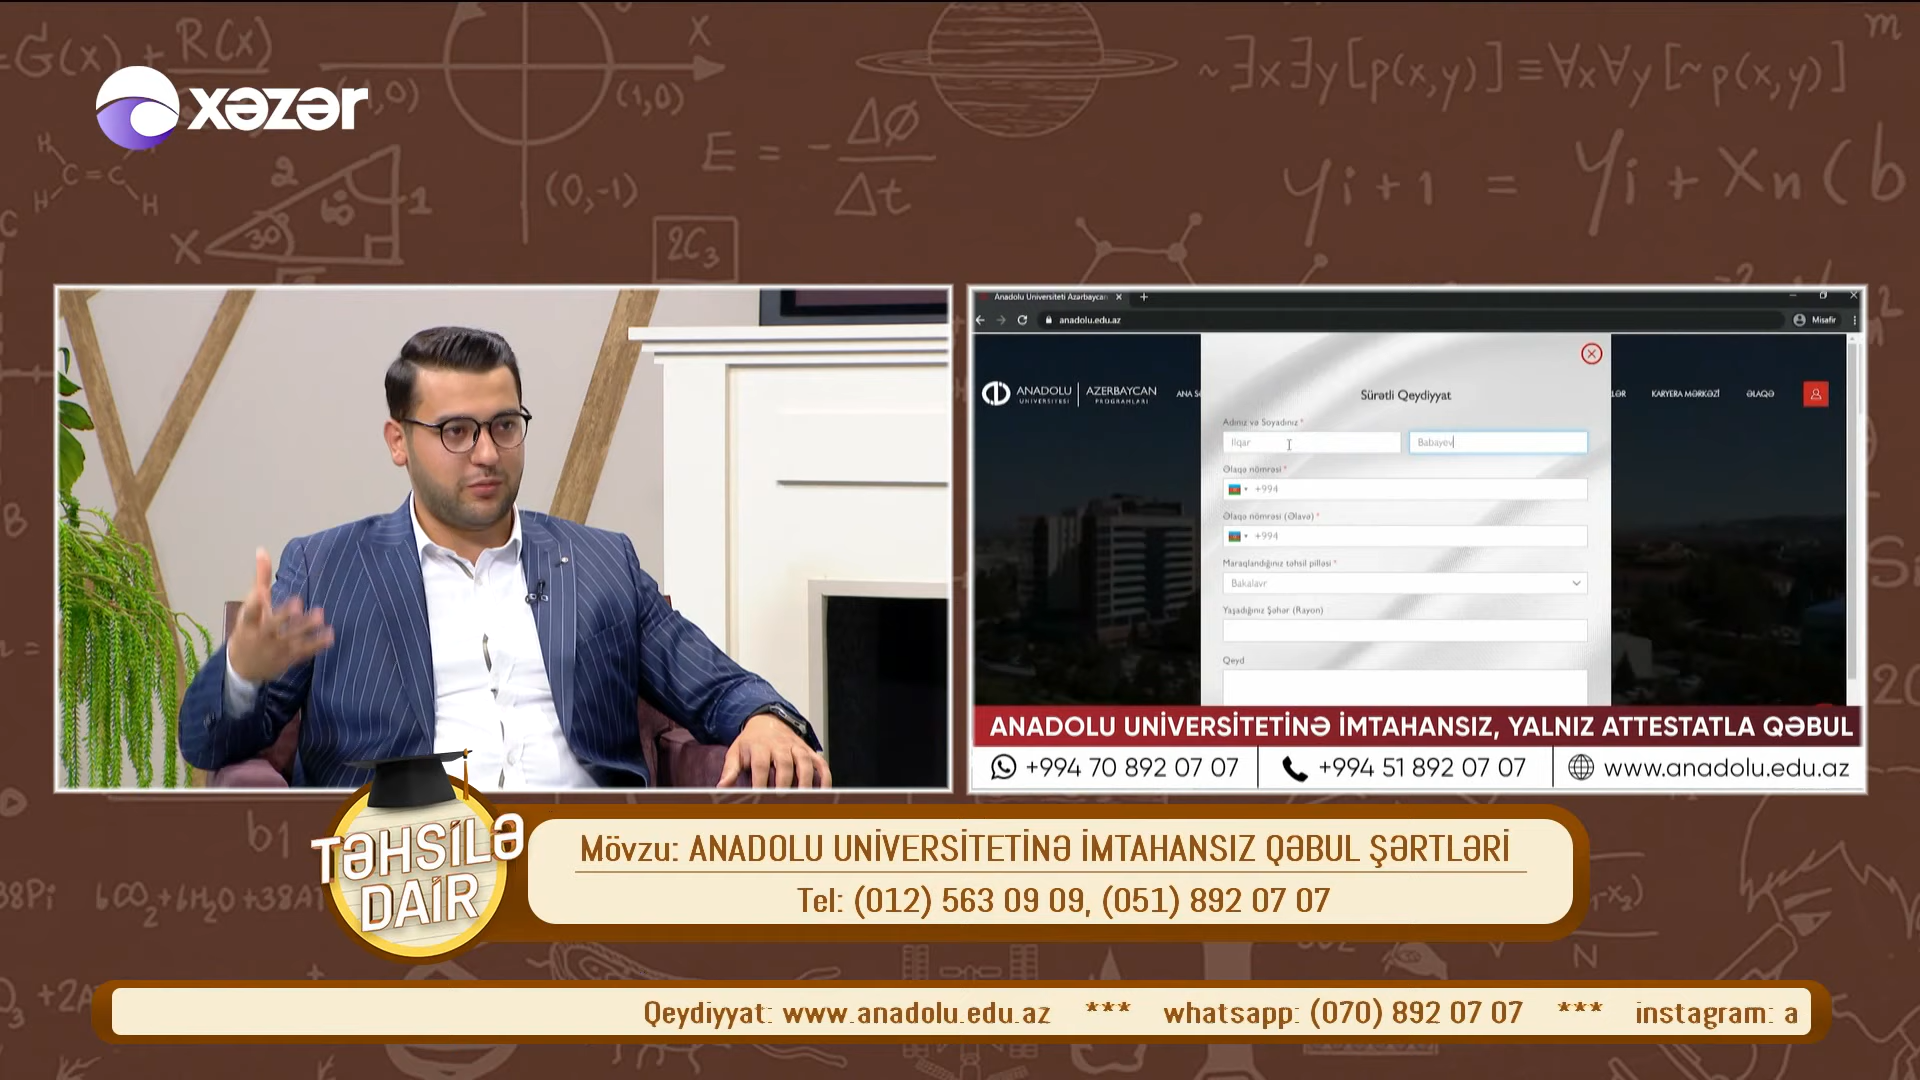 xəzər
Anadolu Universiteti Azərbaycan
anadolu.edu.az
Misafir
ANADOLU
ÜNİVERSİTESİ
AZERBAYCAN
PROGRAMLARI
KARYERA MƏRKƏZİ
ƏLAQƏ
Sürətli Qeydiyyat
Adınız və Soyadınız *
Ilqar
Babayev
Əlaqə nömrəsi *
+994
Əlaqə nömrəsi (Əlavə) *
+994
Maraqlandığınız təhsil pilləsi *
Bakalavr
Yaşadığınız Şəhər (Rayon)
Qeyd
ANADOLU UNİVERSİTETİNƏ İMTAHANSIZ, YALNIZ ATTESTATLA QƏBUL
+994 70 892 07 07
+994 51 892 07 07
www.anadolu.edu.az
TƏHSİLƏ
DAİR
Mövzu: ANADOLU UNİVERSİTETİNƏ İMTAHANSIZ QƏBUL ŞƏRTLƏRİ
Tel: (012) 563 09 09, (051) 892 07 07
Qeydiyyat: www.anadolu.edu.az *** whatsapp: (070) 892 07 07 *** instagram: a